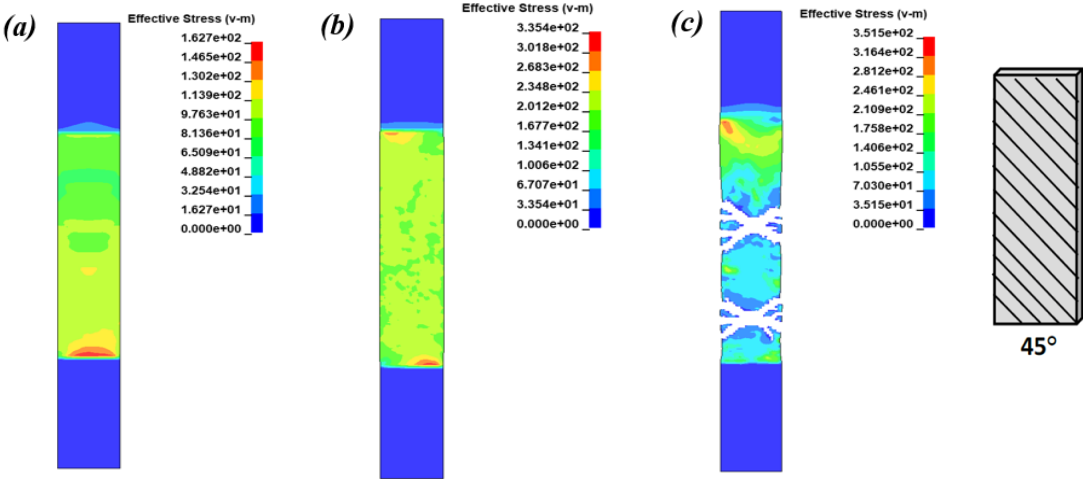 (a)
Effective Stress (v-m)
1.627e+02
1.465e+02
1.302e+02
1.139e+02
9.763e+01
8.136e+01
6.509e+01
4.882e+01
3.254e+01
1.627e+01
0.000e+00
(b)
Effective Stress (v-m)
3.354e+02
3.018e+02
2.683e+02
2.348e+02
2.012e+02
1.677e+02
1.341e+02
1.006e+02
6.707e+01
3.354e+01
0.000e+00
(c)
Effective Stress (v-m)
3.515e+02
3.164e+02
2.812e+02
2.461e+02
2.109e+02
1.758e+02
1.406e+02
1.055e+02
7.030e+01
3.515e+01
0.000e+00
45°